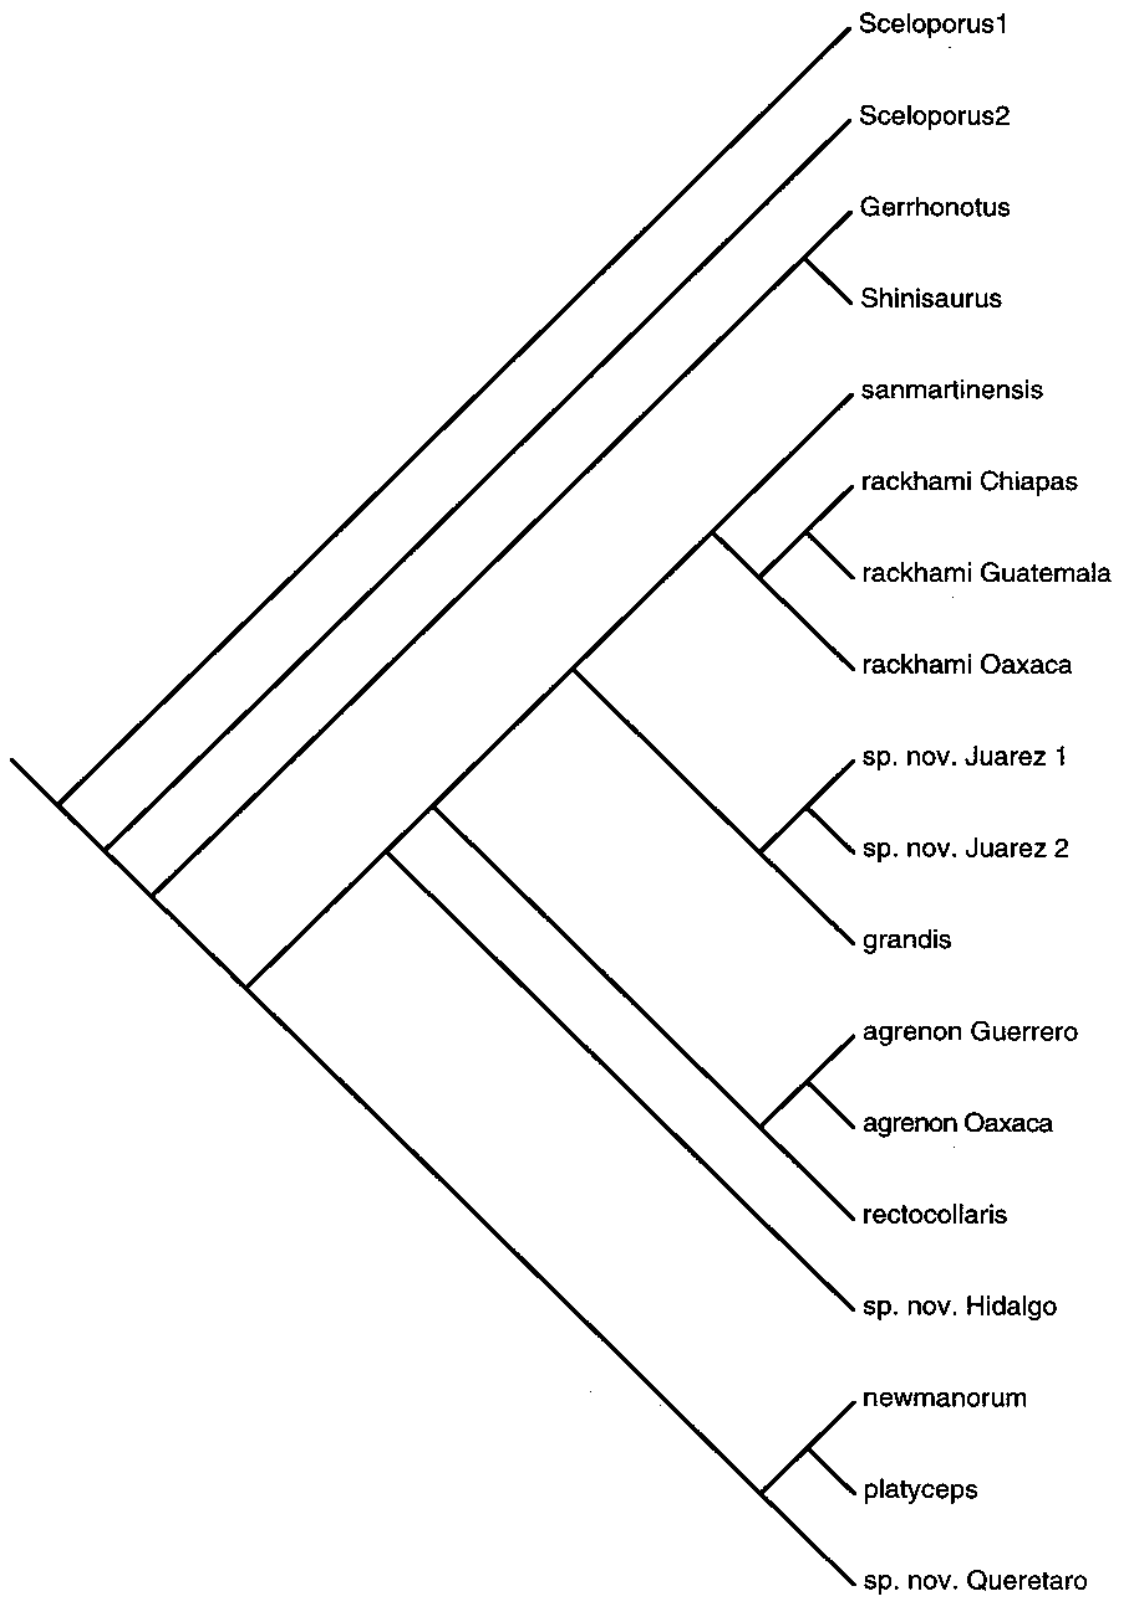 Sceloporus1
Sceloporus2
Gerrhonotus
Shinisaurus
sanmartinensis
rackhami Chiapas
rackhami Guatemala
rackhami Oaxaca
sp. nov. Juarez 1
sp. nov. Juarez 2
grandis
agrenon Guerrero
agrenon Oaxaca
rectocollaris
sp. nov. Hidalgo
newmanorum
platyceps
sp. nov. Queretaro